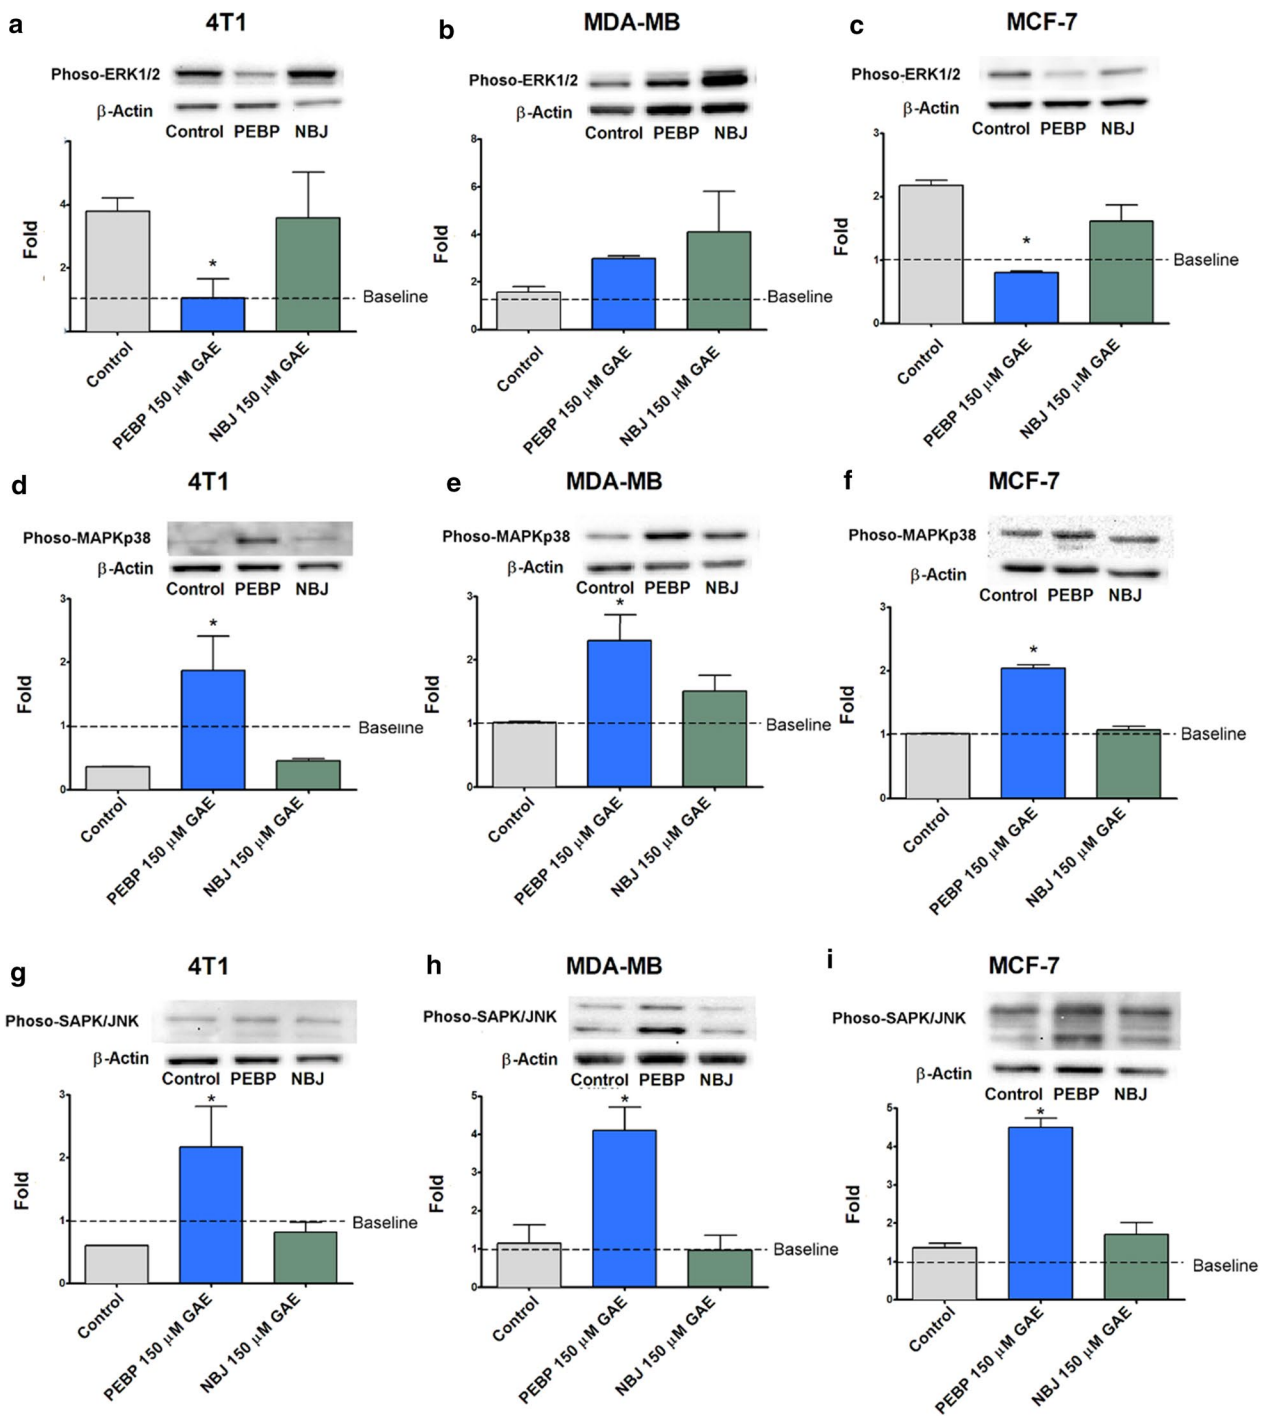 a
4T1
Phoso-ERK1/2
β-Actin
Control PEBP NBJ
4
2
Fold
*
Baseline
Control
PEBP 150 μM GAE
NBJ 150 μM GAE
b
MDA-MB
Phoso-ERK1/2
β-Actin
Control PEBP NBJ
8
6
4
2
0
Fold
Baseline
Control
PEBP 150 μM GAE
NBJ 150 μM GAE
c
MCF-7
Phoso-ERK1/2
β-Actin
Control PEBP NBJ
3
2
1
0
Fold
*
Baseline
Control
PEBP 150 μM GAE
NBJ 150 μM GAE
d
4T1
Phoso-MAPKp38
β-Actin
Control PEBP NBJ
3
2
1
0
Fold
*
Baseline
Control
PEBP 150 μM GAE
NBJ 150 μM GAE
e
MDA-MB
Phoso-MAPKp38
β-Actin
Control PEBP NBJ
3
2
1
0
Fold
*
Baseline
Control
PEBP 150 μM GAE
NBJ 150 μM GAE
f
MCF-7
Phoso-MAPKp38
β-Actin
Control PEBP NBJ
3
2
1
0
Fold
*
Baseline
Control
PEBP 150 μM GAE
NBJ 150 μM GAE
g
4T1
Phoso-SAPK/JNK
β-Actin
Control PEBP NBJ
3
2
1
0
Fold
*
Baseline
Control
PEBP 150 μM GAE
NBJ 150 μM GAE
h
MDA-MB
Phoso-SAPK/JNK
β-Actin
Control PEBP NBJ
5
4
3
2
1
0
Fold
*
Baseline
Control
PEBP 150 μM GAE
NBJ 150 μM GAE
i
MCF-7
Phoso-SAPK/JNK
β-Actin
Control PEBP NBJ
5
4
3
2
1
0
Fold
*
Baseline
Control
PEBP 150 μM GAE
NBJ 150 μM GAE